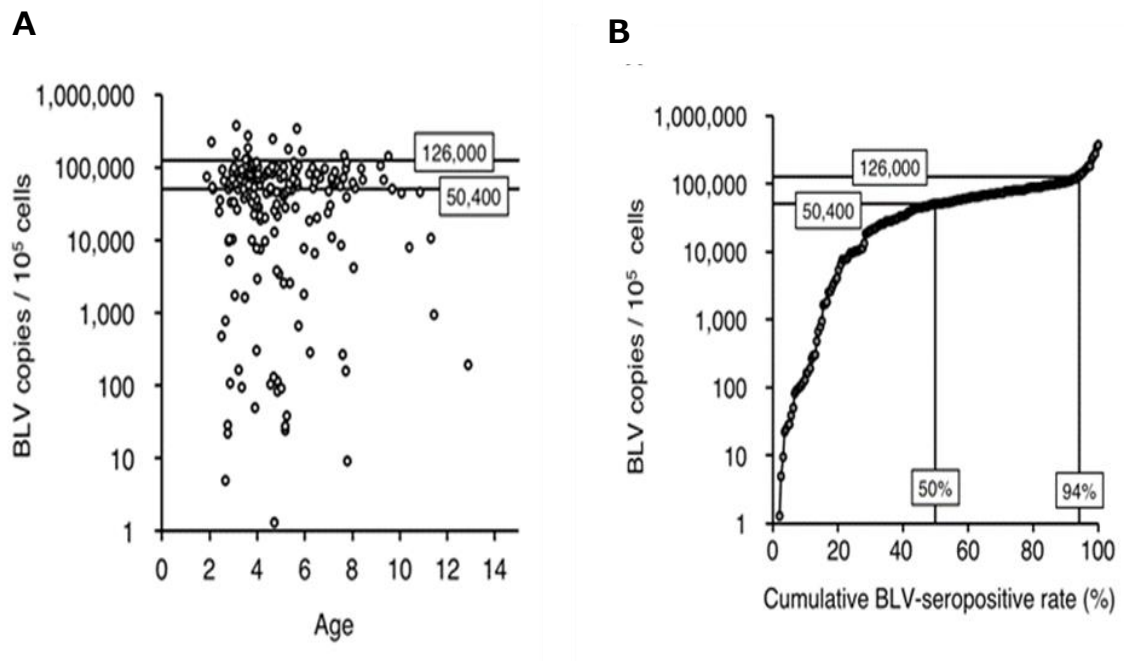 A
BLV copies / 10⁵ cells
1,000,000
100,000
10,000
1,000
100
10
1
126,000
50,400
0 2 4 6 8 10 12 14
Age
B
BLV copies / 10⁵ cells
1,000,000
100,000
10,000
1,000
100
10
1
126,000
50,400
50%
94%
0 20 40 60 80 100
Cumulative BLV-seropositive rate (%)